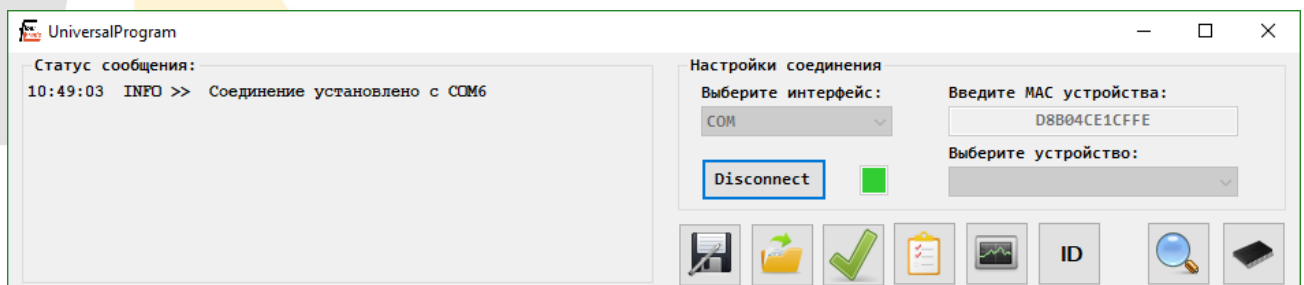 UniversalProgram
Статус сообщения:
10:49:03 INFO >> Соединение установлено с COM6
Настройки соединения
Выберите интерфейс:
COM
Введите MAC устройства:
D8B04CE1CFFE
Disconnect
Выберите устройство:
ID